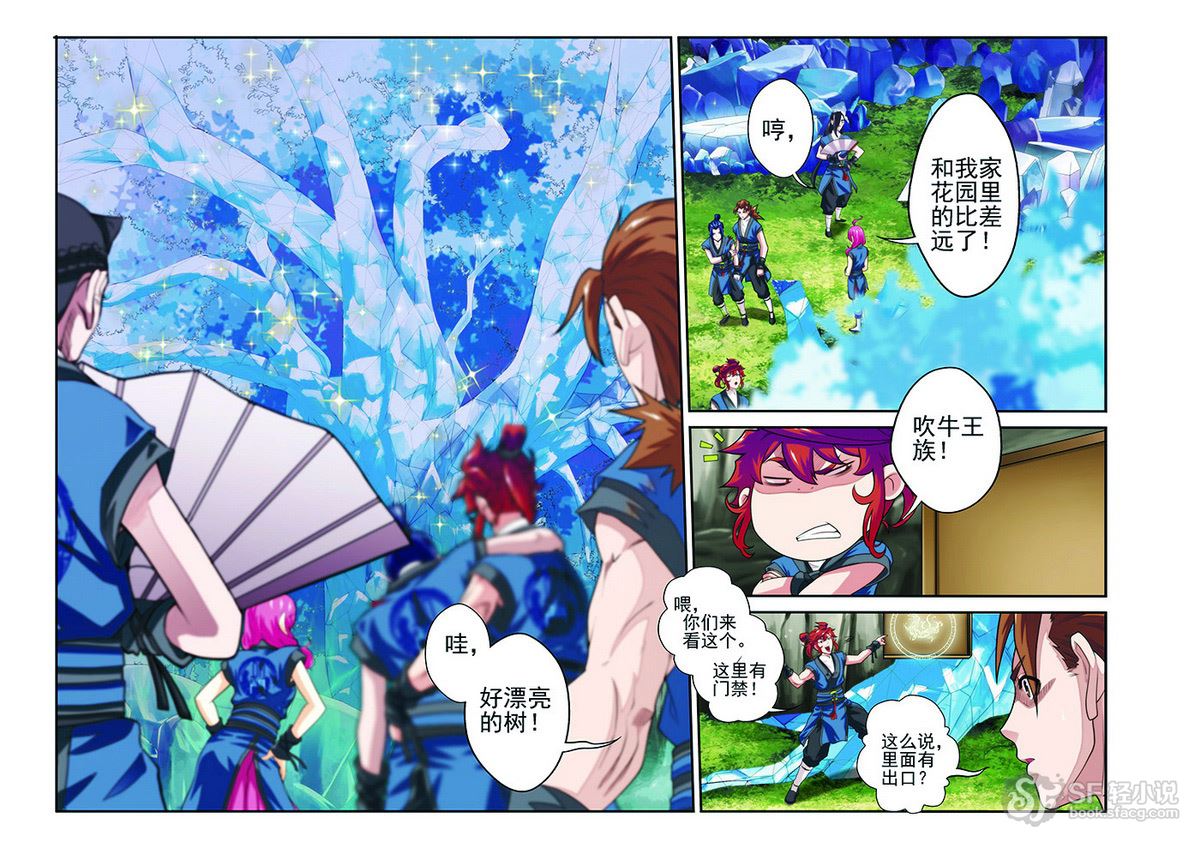 哇，
好漂亮
的树！
哼，
和我家
花园里
的比差
远了！
吹牛王
族！
喂，
你们来
看这个。
这里有
门禁！
这么说，
里面有
出口？
SF轻小说
book.sfacg.com